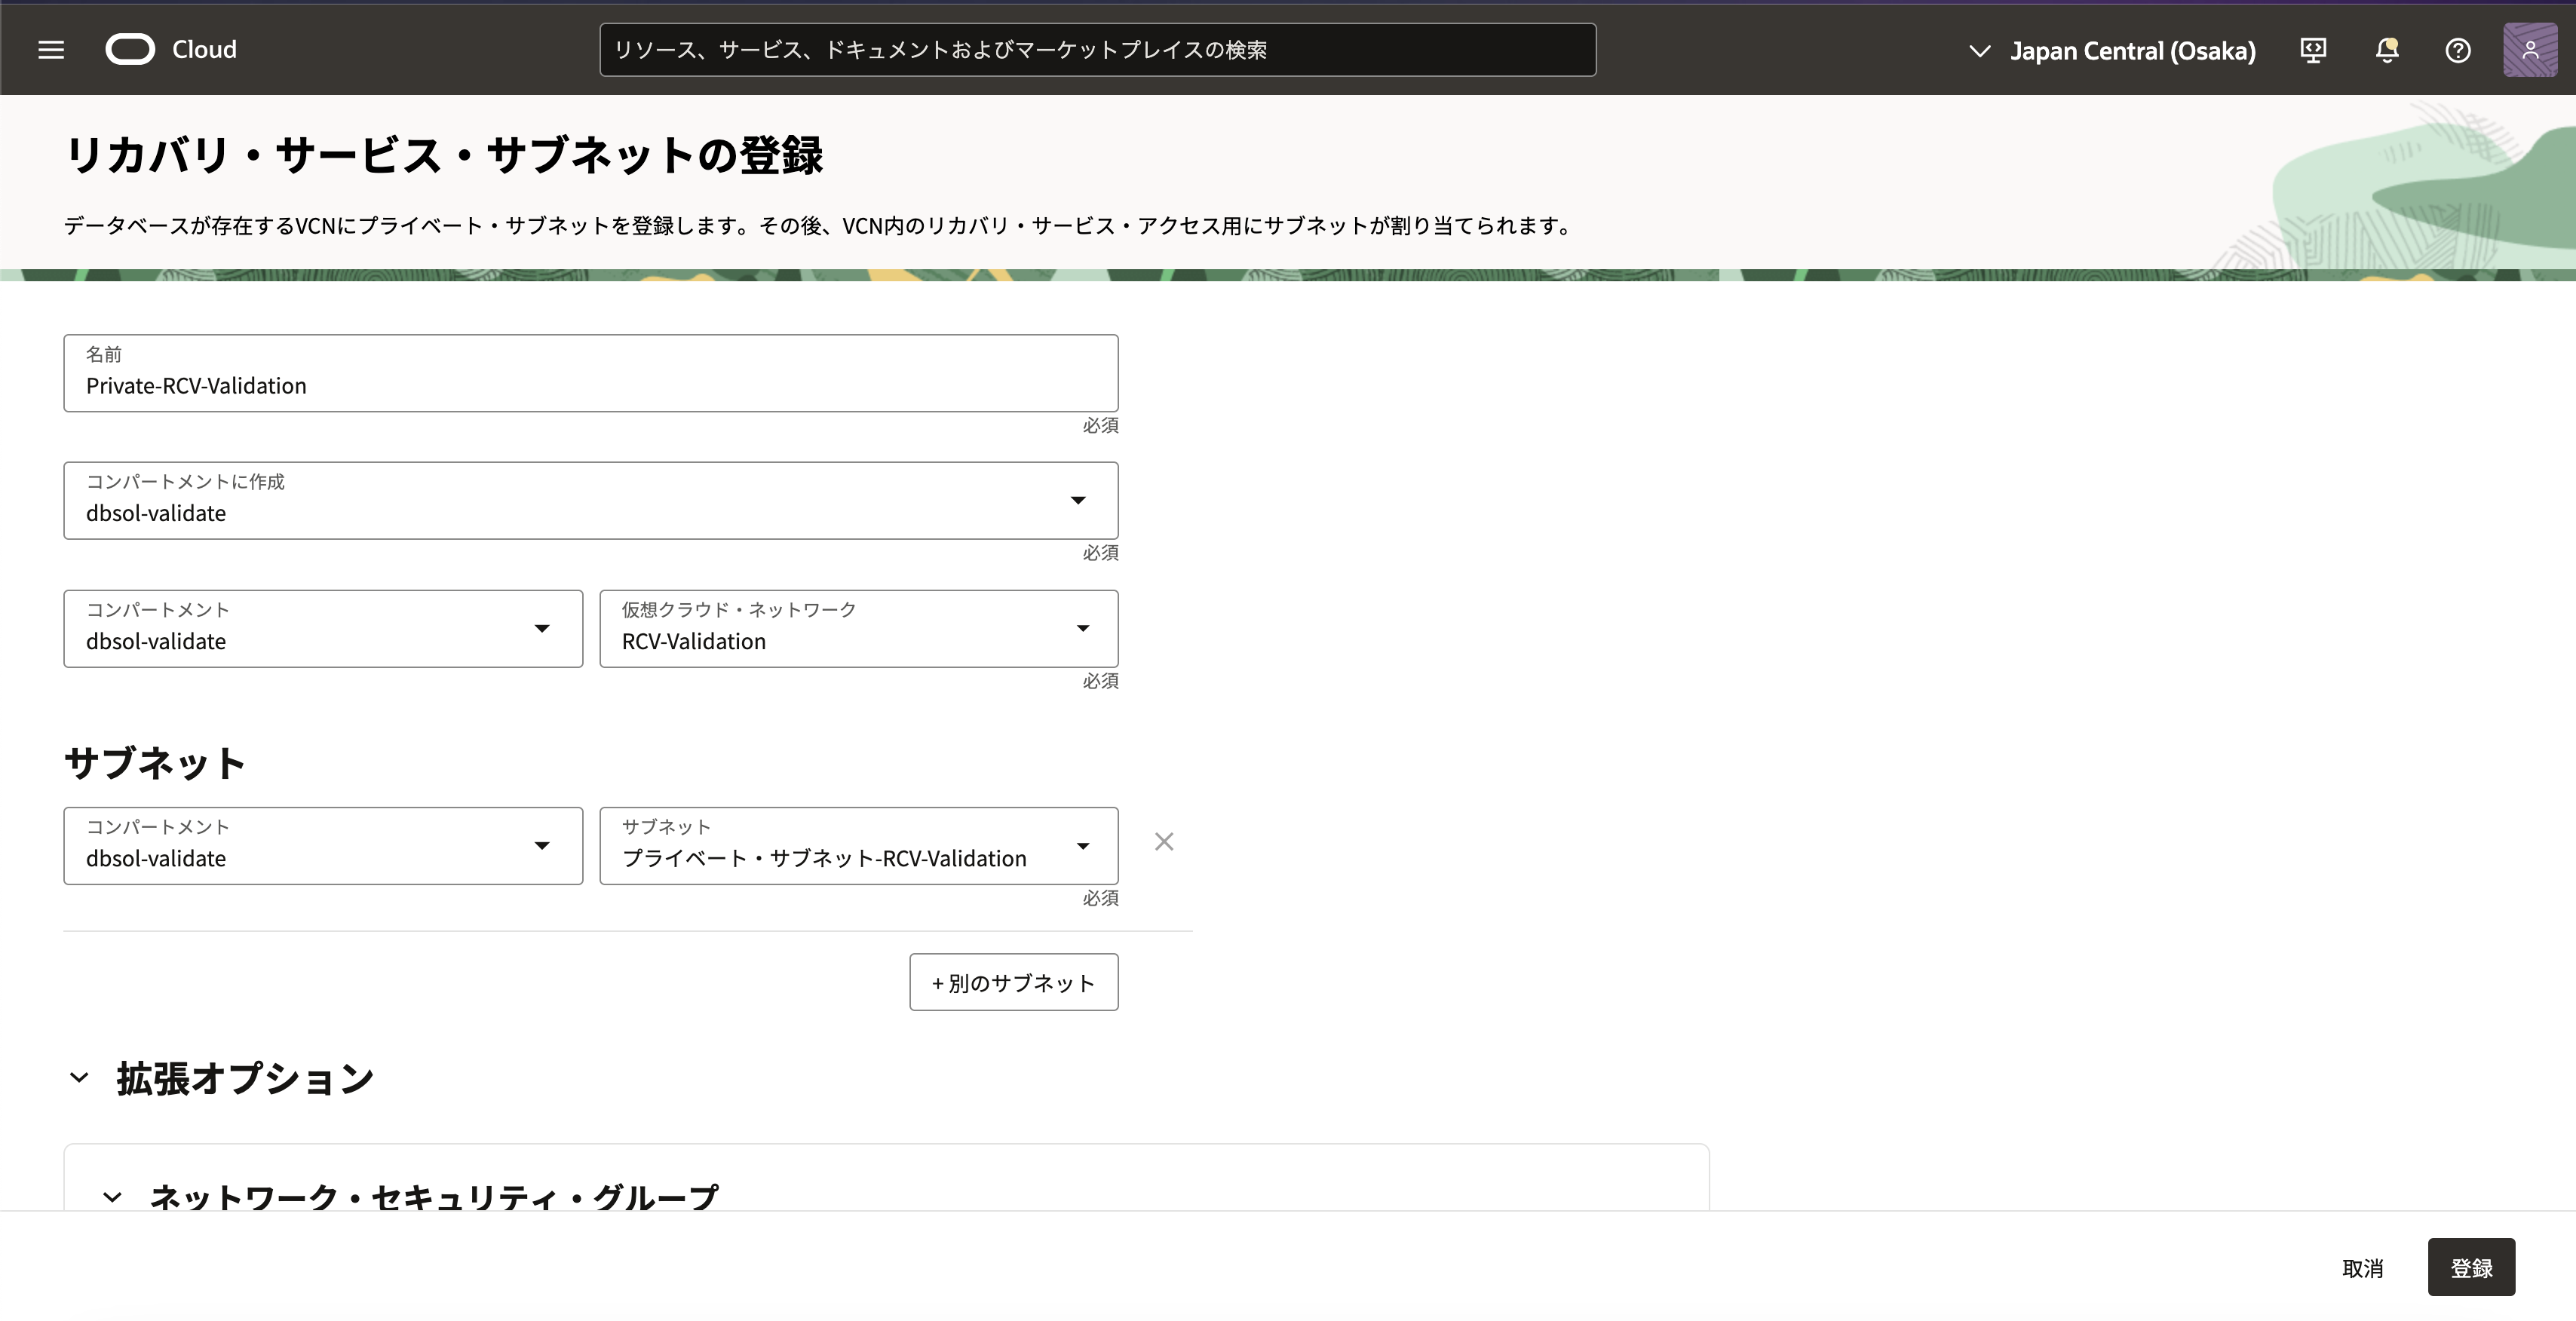 Cloud
リソース、サービス、ドキュメントおよびマーケットプレイスの検索
Japan Central (Osaka)
リカバリ・サービス・サブネットの登録
データベースが存在するVCNにプライベート・サブネットを登録します。その後、VCN内のリカバリ・サービス・アクセス用にサブネットが割り当てられます。
名前
Private-RCV-Validation
必須
コンパートメントに作成
dbsol-validate
必須
コンパートメント
dbsol-validate
仮想クラウド・ネットワーク
RCV-Validation
必須
サブネット
コンパートメント
dbsol-validate
サブネット
プライベート・サブネット-RCV-Validation
必須
+ 別のサブネット
拡張オプション
ネットワーク・セキュリティ・グループ
取消
登録